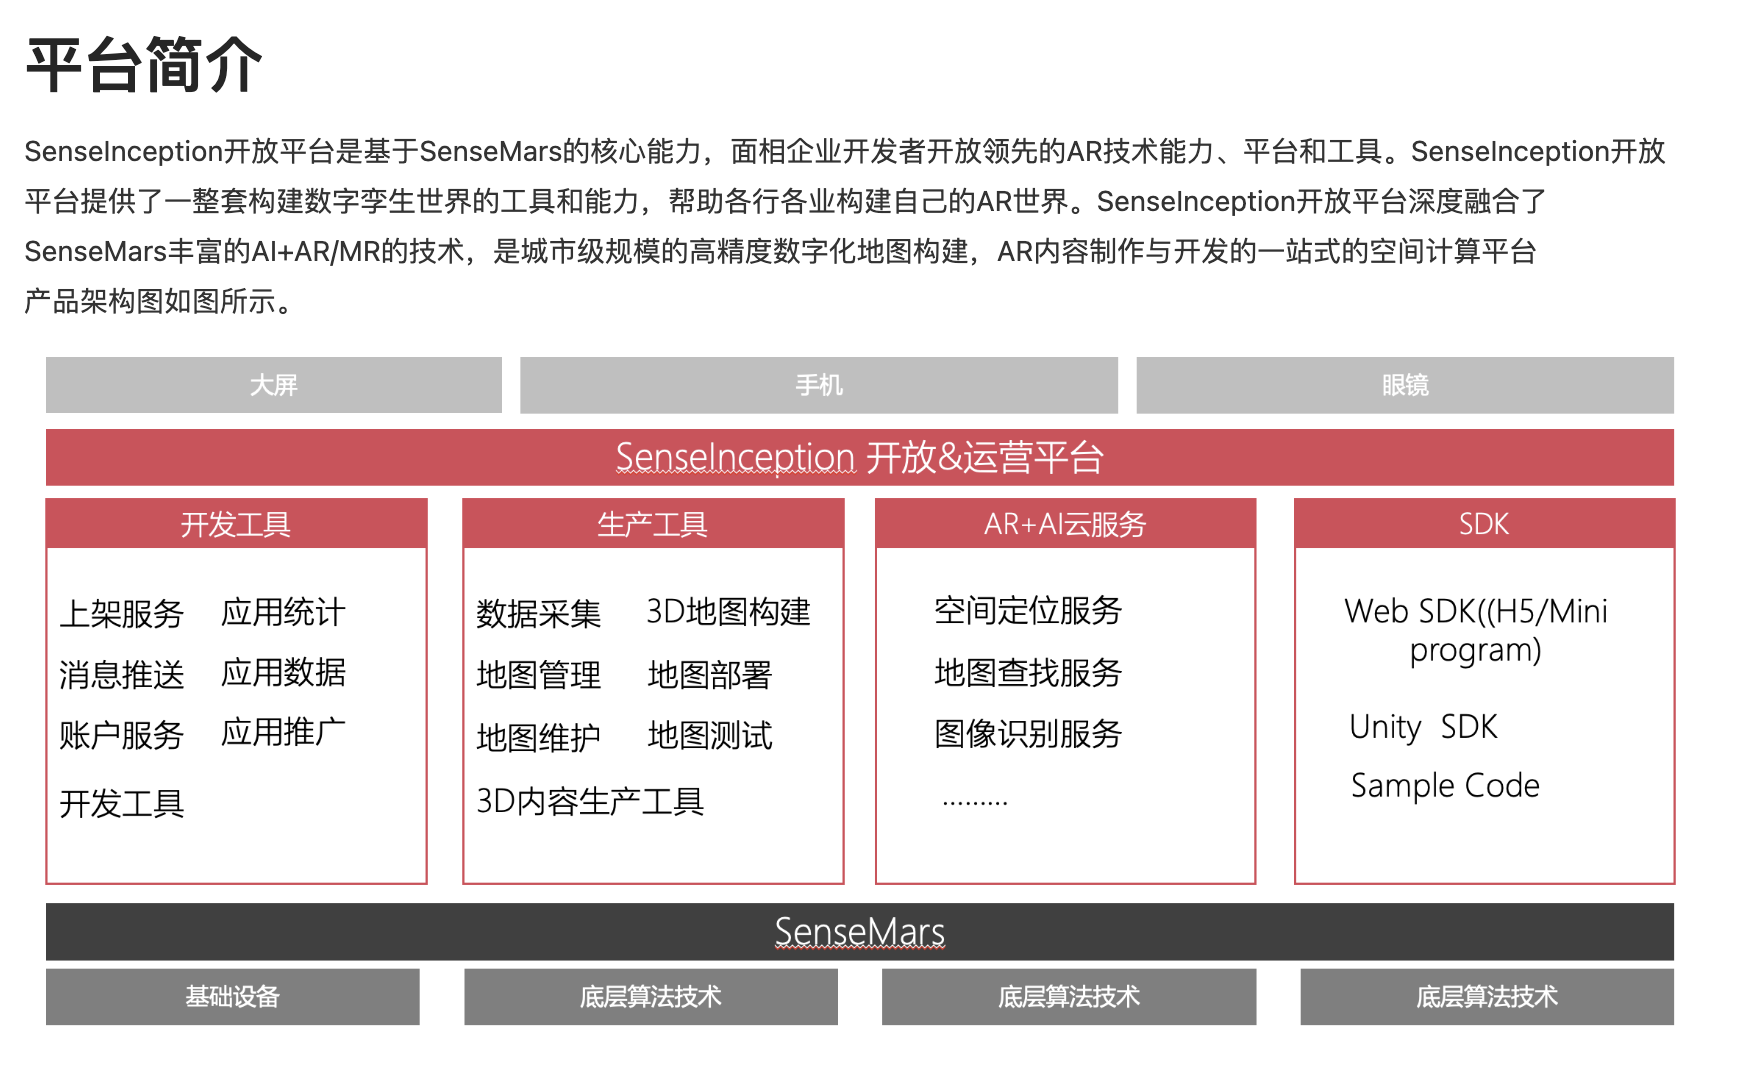 平台简介
SenseInception开放平台是基于SenseMars的核心能力，面相企业开发者开放领先的AR技术能力、平台和工具。SenseInception开放
平台提供了一整套构建数字孪生世界的工具和能力，帮助各行各业构建自己的AR世界。SenseInception开放平台深度融合了
SenseMars丰富的AI+AR/MR的技术，是城市级规模的高精度数字化地图构建，AR内容制作与开发的一站式的空间计算平台
产品架构图如图所示。
大屏
手机
眼镜
SenseInception 开放&运营平台
开发工具
上架服务 应用统计
消息推送 应用数据
账户服务 应用推广
开发工具
生产工具
数据采集 3D地图构建
地图管理 地图部署
地图维护 地图测试
3D内容生产工具
AR+AI云服务
空间定位服务
地图查找服务
图像识别服务
.........
SDK
Web SDK((H5/Mini
program)
Unity SDK
Sample Code
SenseMars
基础设备
底层算法技术
底层算法技术
底层算法技术